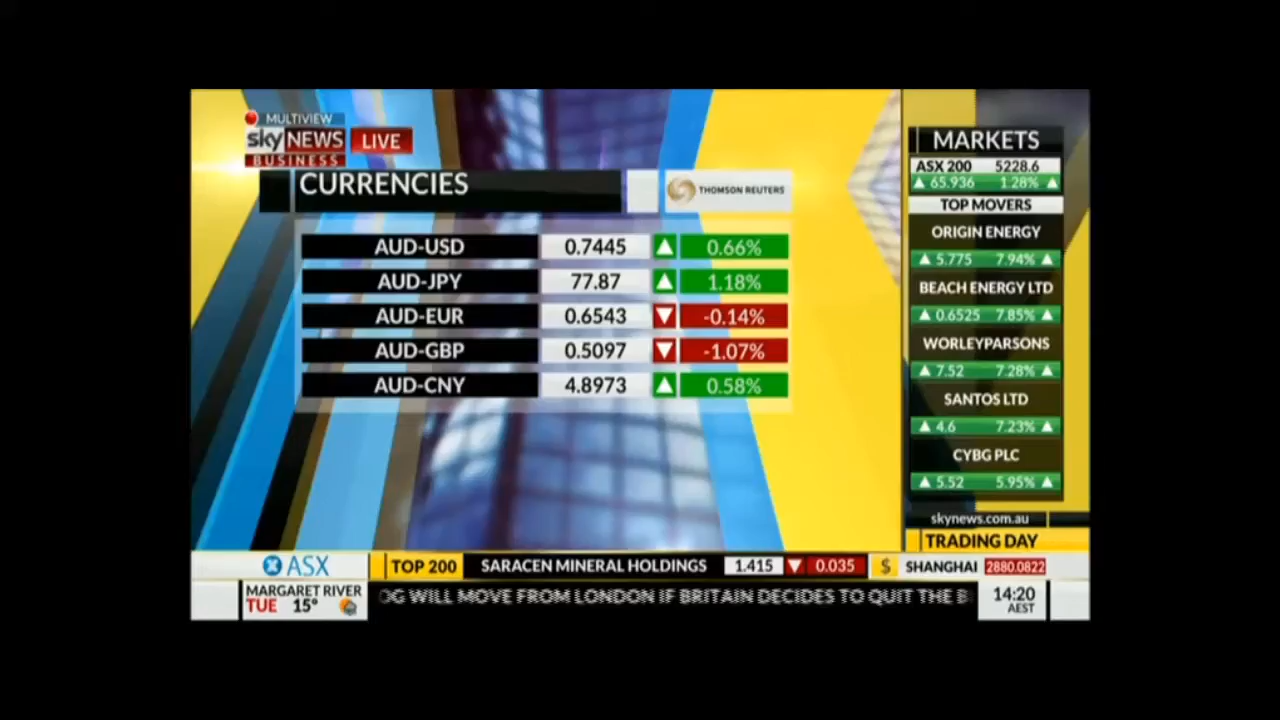 MULTIVIEW
sky NEWS
BUSINESS
LIVE
CURRENCIES
THOMSON REUTERS
AUD-USD 0.7445 ▲ 0.66%
AUD-JPY 77.87 ▲ 1.18%
AUD-EUR 0.6543 ▼ -0.14%
AUD-GBP 0.5097 ▼ -1.07%
AUD-CNY 4.8973 ▲ 0.58%
MARKETS
ASX 200 5228.6
▲ 65.936 1.28% ▲
TOP MOVERS
ORIGIN ENERGY
▲ 5.775 7.94% ▲
BEACH ENERGY LTD
▲ 0.6525 7.85% ▲
WORLEYPARSONS
▲ 7.52 7.28% ▲
SANTOS LTD
▲ 4.6 7.23% ▲
CYBG PLC
▲ 5.52 5.95% ▲
skynews.com.au
TRADING DAY
ASX TOP 200 SARACEN MINERAL HOLDINGS 1.415 ▼ 0.035 $ SHANGHAI 2880.0822
MARGARET RIVER
TUE 15°
WILL MOVE FROM LONDON IF BRITAIN DECIDES TO QUIT THE
14:20
AEST